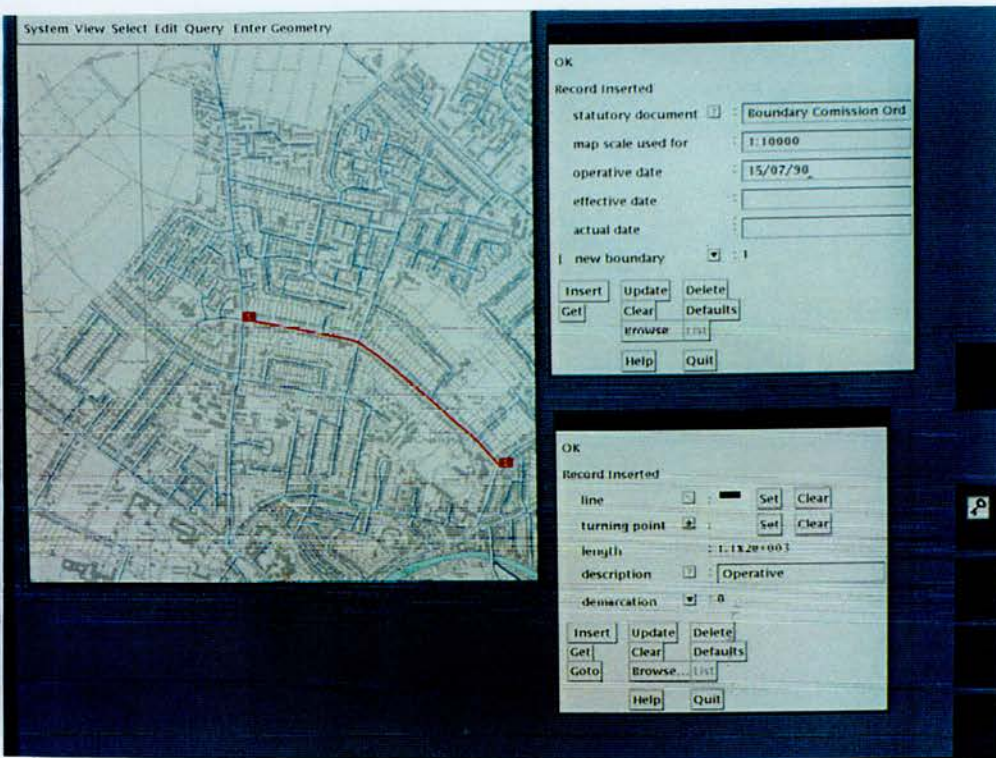 System View Select Edit Query Enter Geometry
OK
Record Inserted
statutory document ? : Boundary Comission Ord
map scale used for : 1:10000
operative date : 15/07/90
effective date :
actual date :
new boundary : 1
Insert Update Delete
Get Clear Defaults
Browse List
Help Quit
OK
Record Inserted
line : Set Clear
turning point : Set Clear
length :
description ? : Operative
demarcation : 0
Insert Update Delete
Get Clear Defaults
Goto Browse... List
Help Quit